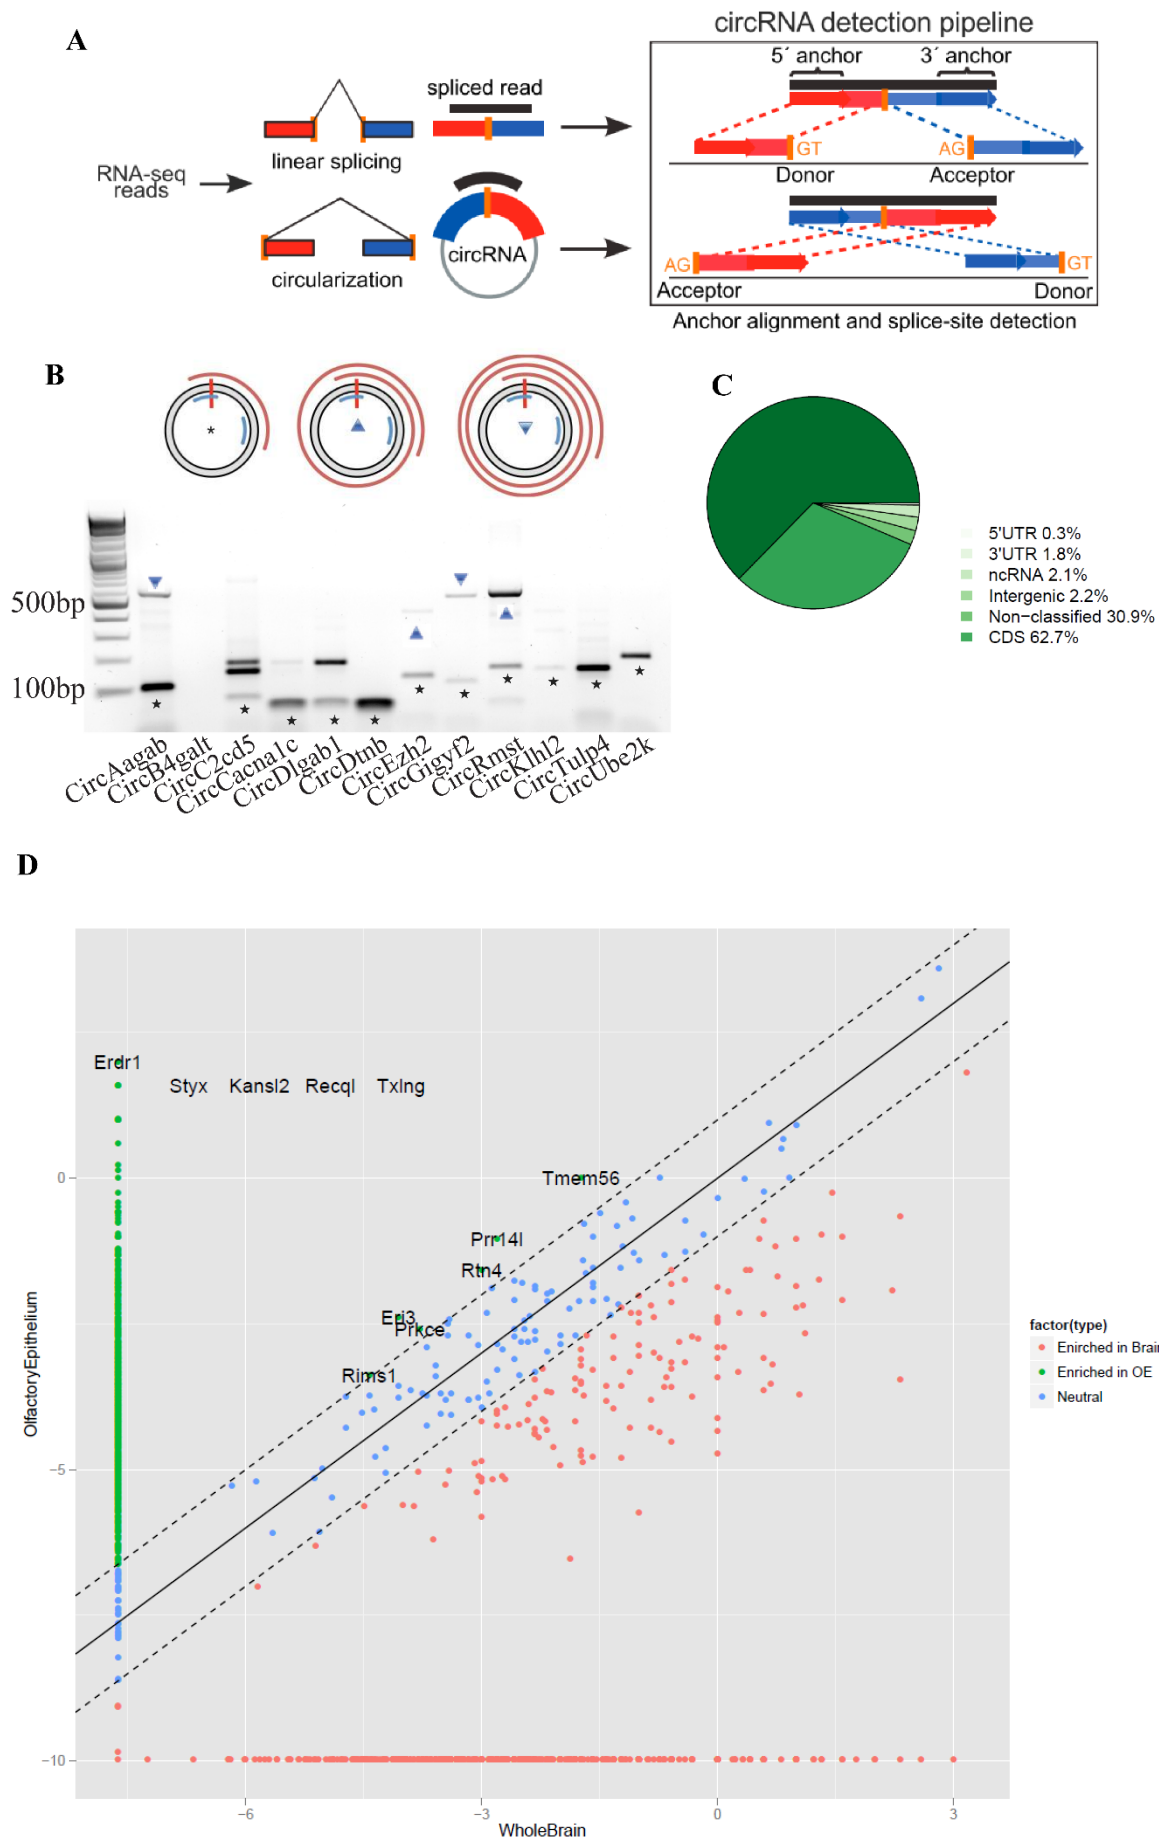 A
circRNA detection pipeline
5´ anchor
3´ anchor
spliced read
linear splicing
GT
AG
Donor
Acceptor
RNA-seq
reads
circRNA
circularization
AG
GT
Acceptor
Donor
Anchor alignment and splice-site detection
B
*
500bp
100bp
CircAagab
CircB4galt
CircC2cd5
CircCacna1c
CircDlgab1
CircDtnb
CircEzh2
CircGigyf2
CircRmst
CircKlhl2
CircTulp4
CircUbe2k
C
5'UTR 0.3%
3'UTR 1.8%
ncRNA 2.1%
Intergenic 2.2%
Non−classified 30.9%
CDS 62.7%
D
Erdr1
Styx Kansl2 Recql Txlng
Tmem56
Prr14l
Rtn4
Eri3
Prkce
Rims1
0
−5
−10
OlfactoryEpithelium
−6
−3
0
3
WholeBrain
factor(type)
Enirched in Brain
Enriched in OE
Neutral